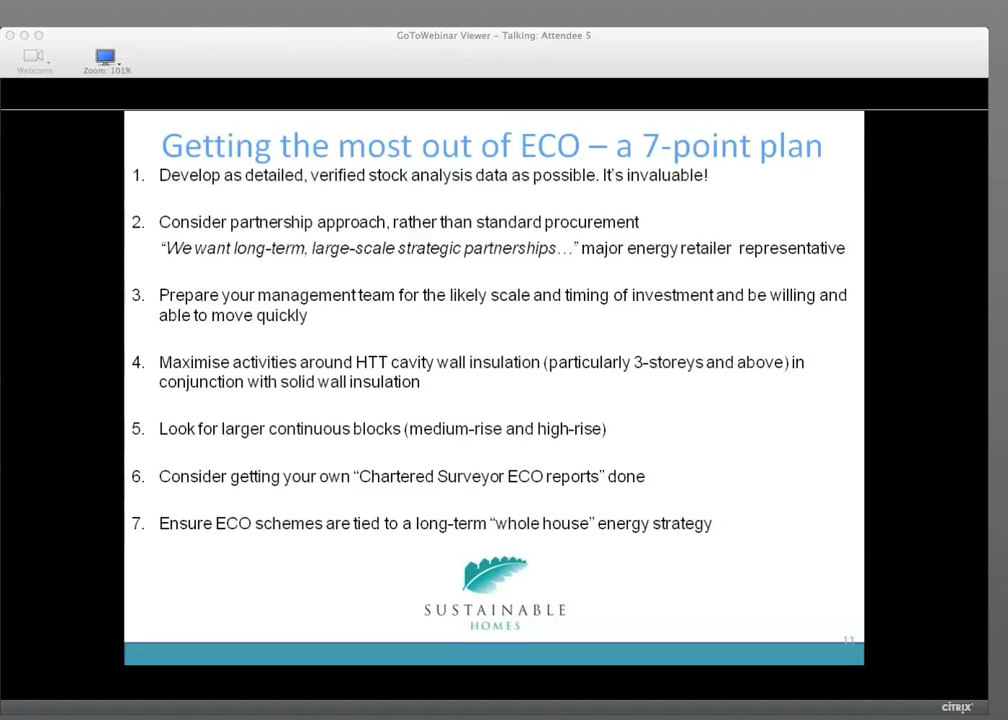 GoToWebinar Viewer – Talking: Attendee 5
Webcams
Zoom: 101%
Getting the most out of ECO – a 7-point plan
1. Develop as detailed, verified stock analysis data as possible. It's invaluable!
2. Consider partnership approach, rather than standard procurement
“We want long-term, large-scale strategic partnerships…” major energy retailer representative
3. Prepare your management team for the likely scale and timing of investment and be willing and
able to move quickly
4. Maximise activities around HTT cavity wall insulation (particularly 3-storeys and above) in
conjunction with solid wall insulation
5. Look for larger continuous blocks (medium-rise and high-rise)
6. Consider getting your own “Chartered Surveyor ECO reports” done
7. Ensure ECO schemes are tied to a long-term “whole house” energy strategy
SUSTAINABLE
HOMES
11
CITRIX